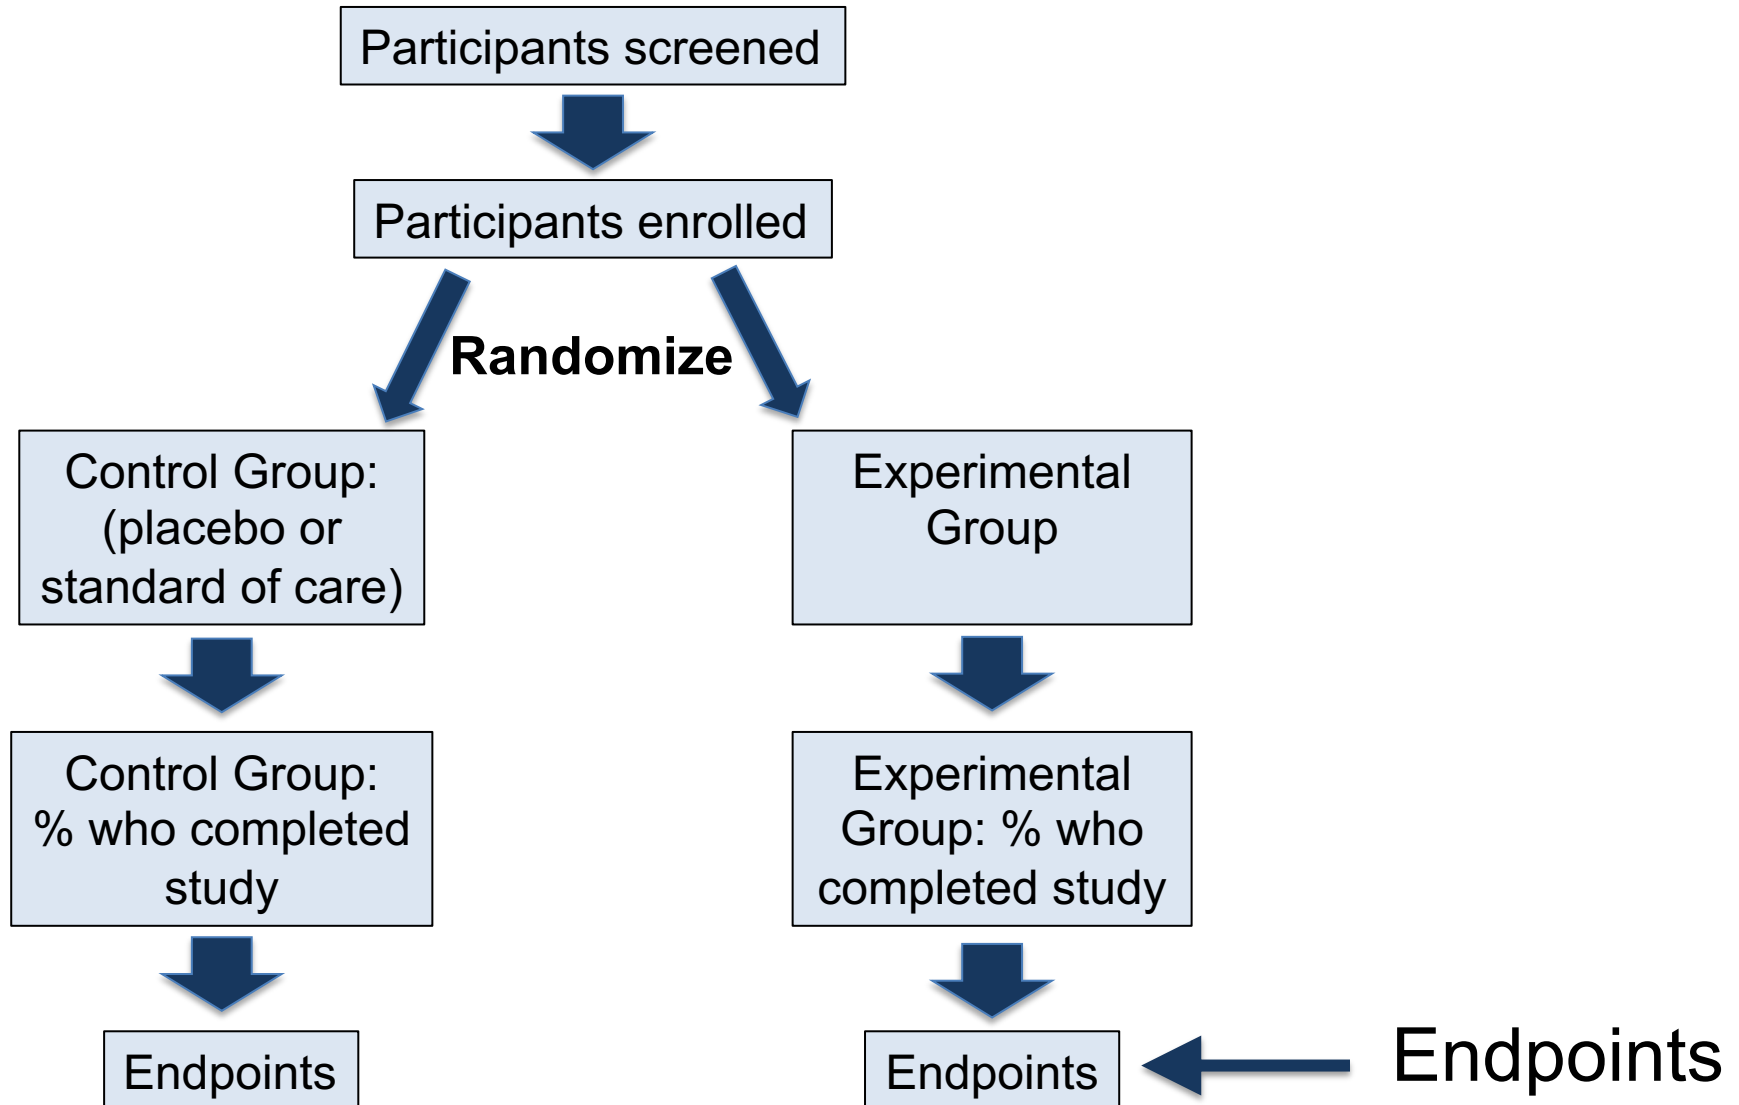 Participants screened
Participants enrolled
Randomize
Control Group:
(placebo or
standard of care)
Experimental
Group
Control Group:
% who completed
study
Experimental
Group: % who
completed study
Endpoints
Endpoints
Endpoints